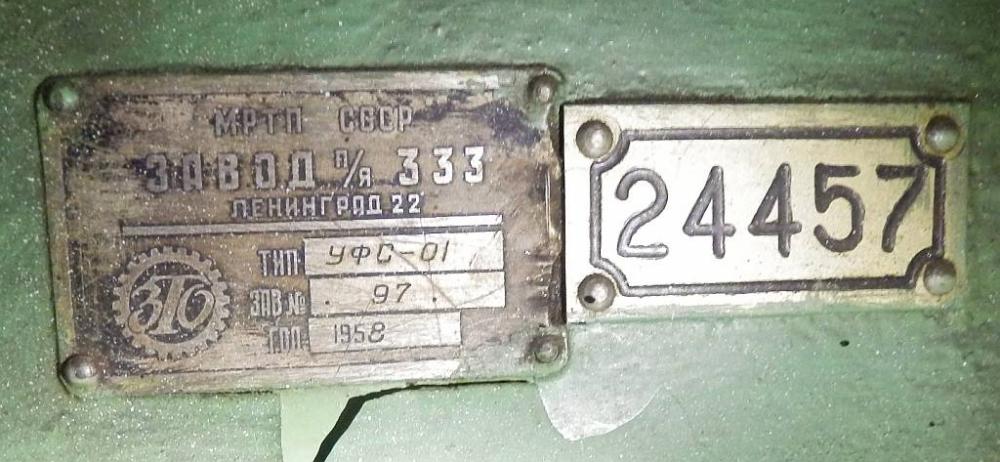 МРТП СССР
ЗАВОД П/Я 333
ЛЕНИНГРАД 22
ТИП: УФС-01
ЗАВ.№ 97
ГОД: 1958
ЗТО
24457